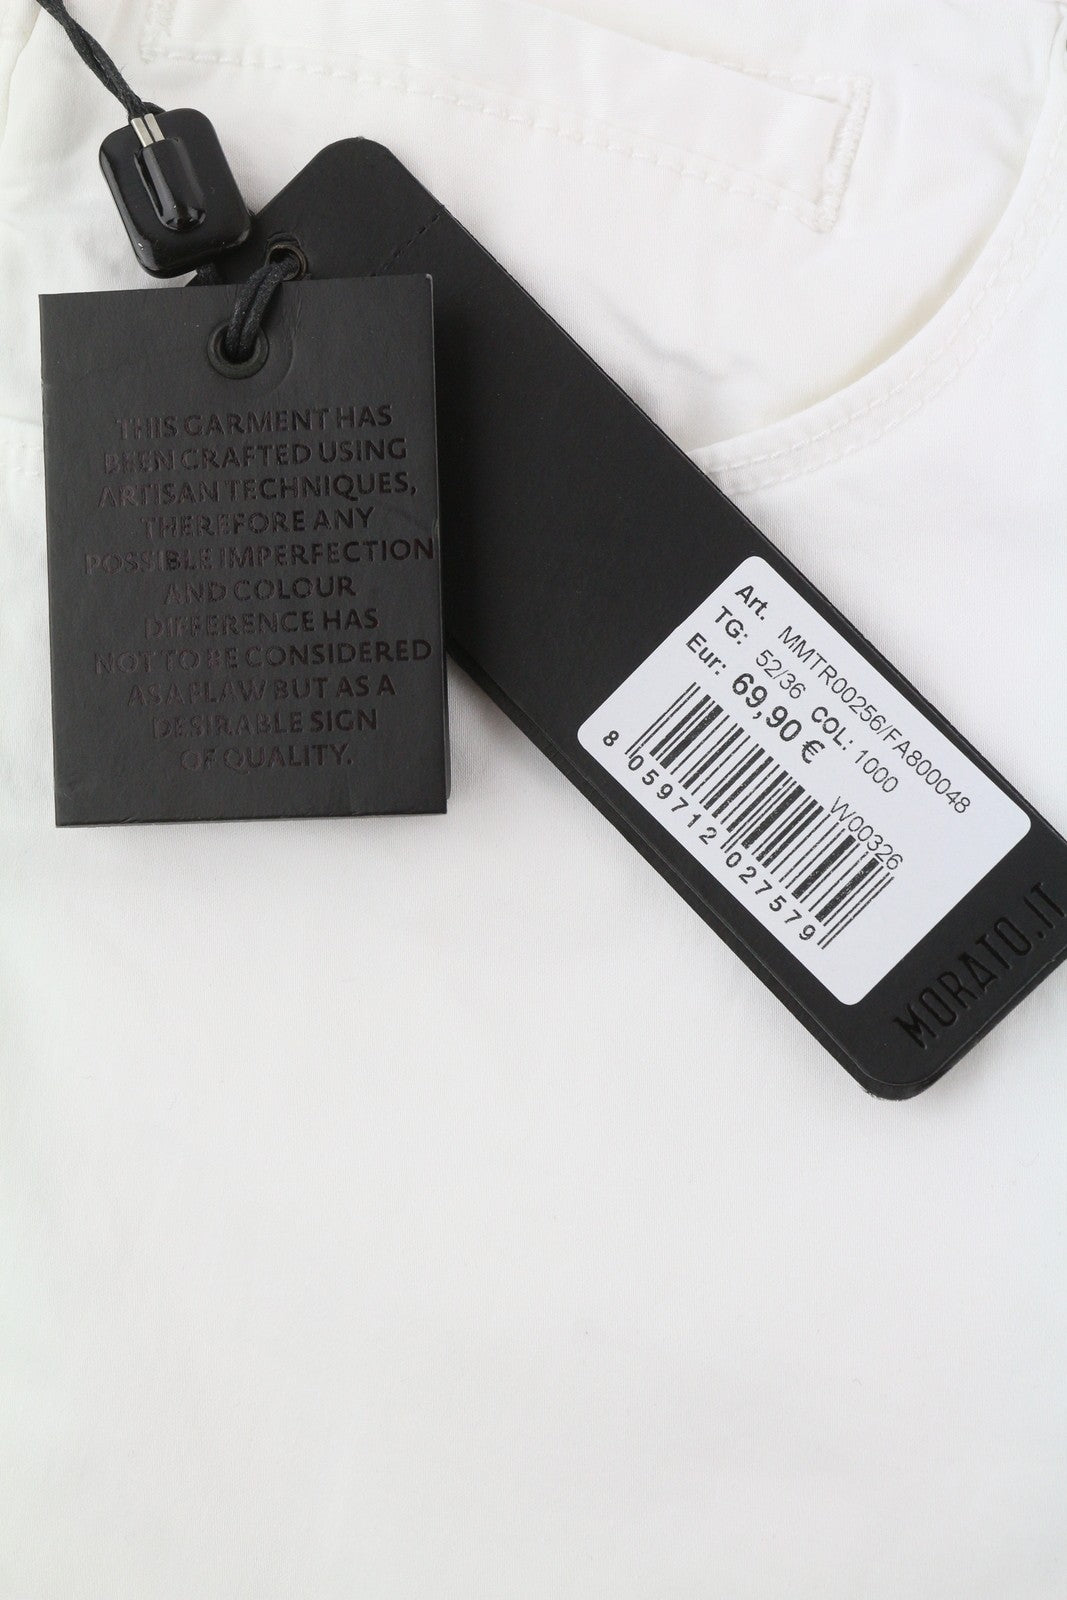 THIS GARMENT HAS
BEEN CRAFTED USING
ARTISAN TECHNIQUES,
THEREFORE ANY
POSSIBLE IMPERFECTION
AND COLOUR
DIFFERENCE HAS
NOT TO BE CONSIDERED
AS A FLAW BUT AS A
DESIRABLE SIGN
OF QUALITY.
Art. MMTR00256/FA800048
TG: 52/36 COL: 1000
Eur: 69,90 € W00326
8 059712 027579
MORATO.IT